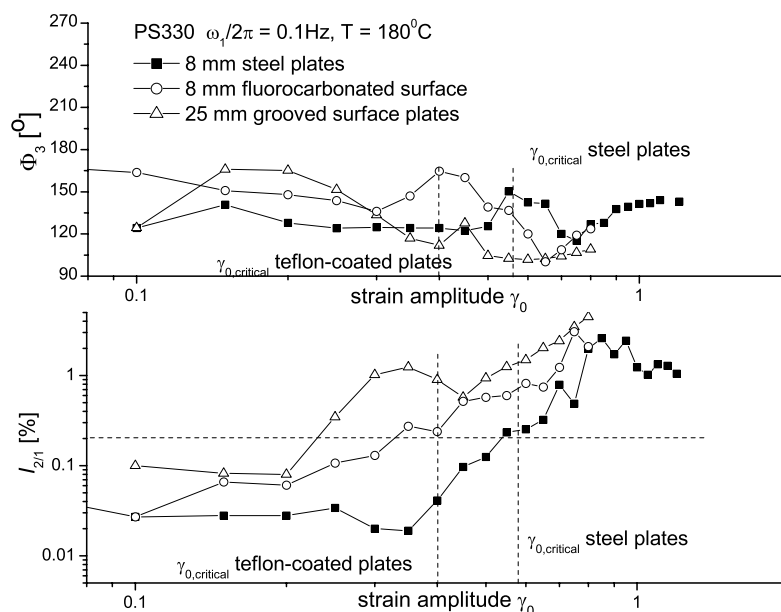 PS330 ω₁/2π = 0.1Hz, T = 180⁰C
8 mm steel plates
8 mm fluorocarbonated surface
25 mm grooved surface plates
270
240
210
180
150
120
90
Φ₃ [º]
γ₀,critical steel plates
γ₀,critical teflon-coated plates
0.1
1
strain amplitude γ₀
1
0.1
0.01
I₂/₁ [%]
γ₀,critical steel plates
γ₀,critical teflon-coated plates
0.1
1
strain amplitude γ₀